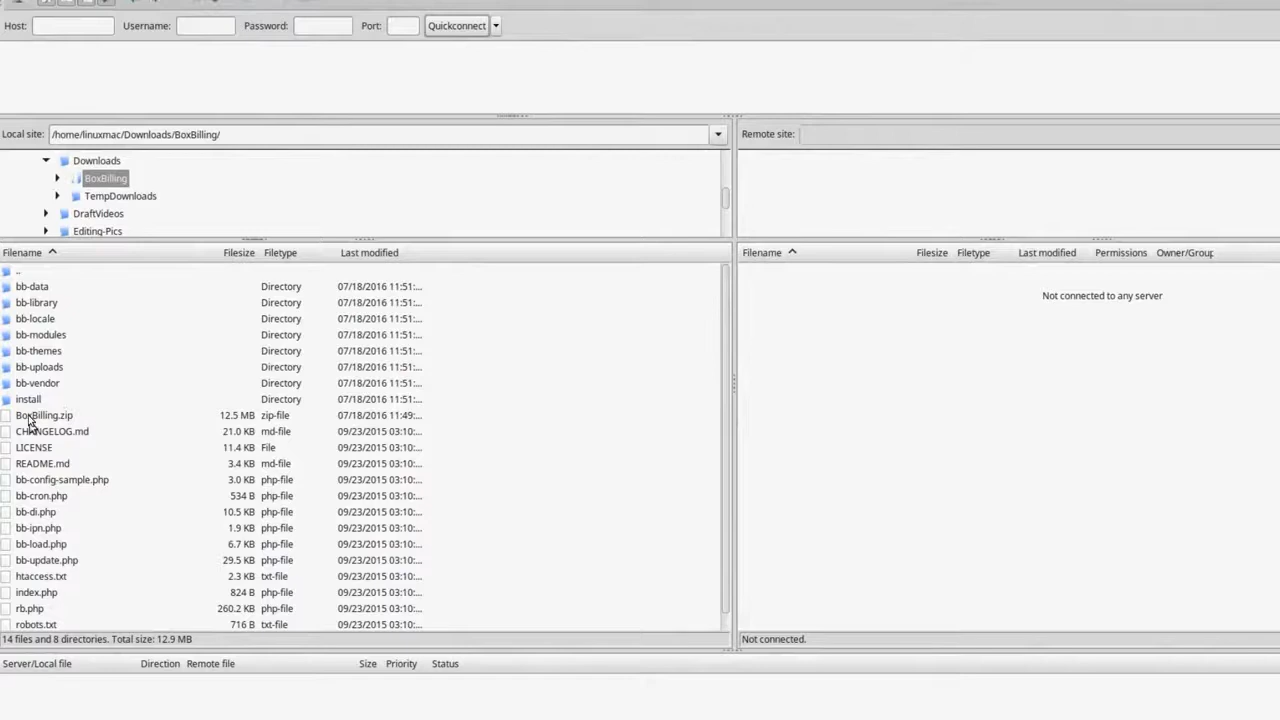 Host: Username: Password: Port: Quickconnect
Local site: /home/linuxmac/Downloads/BoxBilling/
Remote site:
Downloads
BoxBilling
TempDownloads
DraftVideos
Editing-Pics
Filename Filesize Filetype Last modified
..
bb-data Directory 07/18/2016 11:51:...
bb-library Directory 07/18/2016 11:51:...
bb-locale Directory 07/18/2016 11:51:...
bb-modules Directory 07/18/2016 11:51:...
bb-themes Directory 07/18/2016 11:51:...
bb-uploads Directory 07/18/2016 11:51:...
bb-vendor Directory 07/18/2016 11:51:...
install Directory 07/18/2016 11:51:...
BoxBilling.zip 12.5 MB zip-file 07/18/2016 11:49:...
CHANGELOG.md 21.0 KB md-file 09/23/2015 03:10:...
LICENSE 11.4 KB File 09/23/2015 03:10:...
README.md 3.4 KB md-file 09/23/2015 03:10:...
bb-config-sample.php 3.0 KB php-file 09/23/2015 03:10:...
bb-cron.php 534 B php-file 09/23/2015 03:10:...
bb-di.php 10.5 KB php-file 09/23/2015 03:10:...
bb-ipn.php 1.9 KB php-file 09/23/2015 03:10:...
bb-load.php 6.7 KB php-file 09/23/2015 03:10:...
bb-update.php 29.5 KB php-file 09/23/2015 03:10:...
htaccess.txt 2.3 KB txt-file 09/23/2015 03:10:...
index.php 824 B php-file 09/23/2015 03:10:...
rb.php 260.2 KB php-file 09/23/2015 03:10:...
robots.txt 716 B txt-file 09/23/2015 03:10:...
14 files and 8 directories. Total size: 12.9 MB
Filename Filesize Filetype Last modified Permissions Owner/Group
Not connected to any server
Not connected.
Server/Local file Direction Remote file Size Priority Status